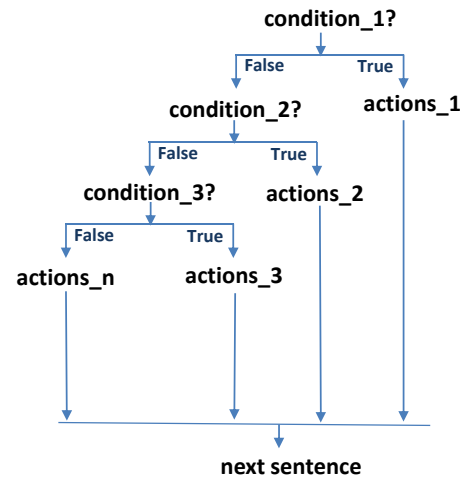 condition_1?
False
True
condition_2?
actions_1
False
True
condition_3?
actions_2
False
True
actions_n
actions_3
next sentence